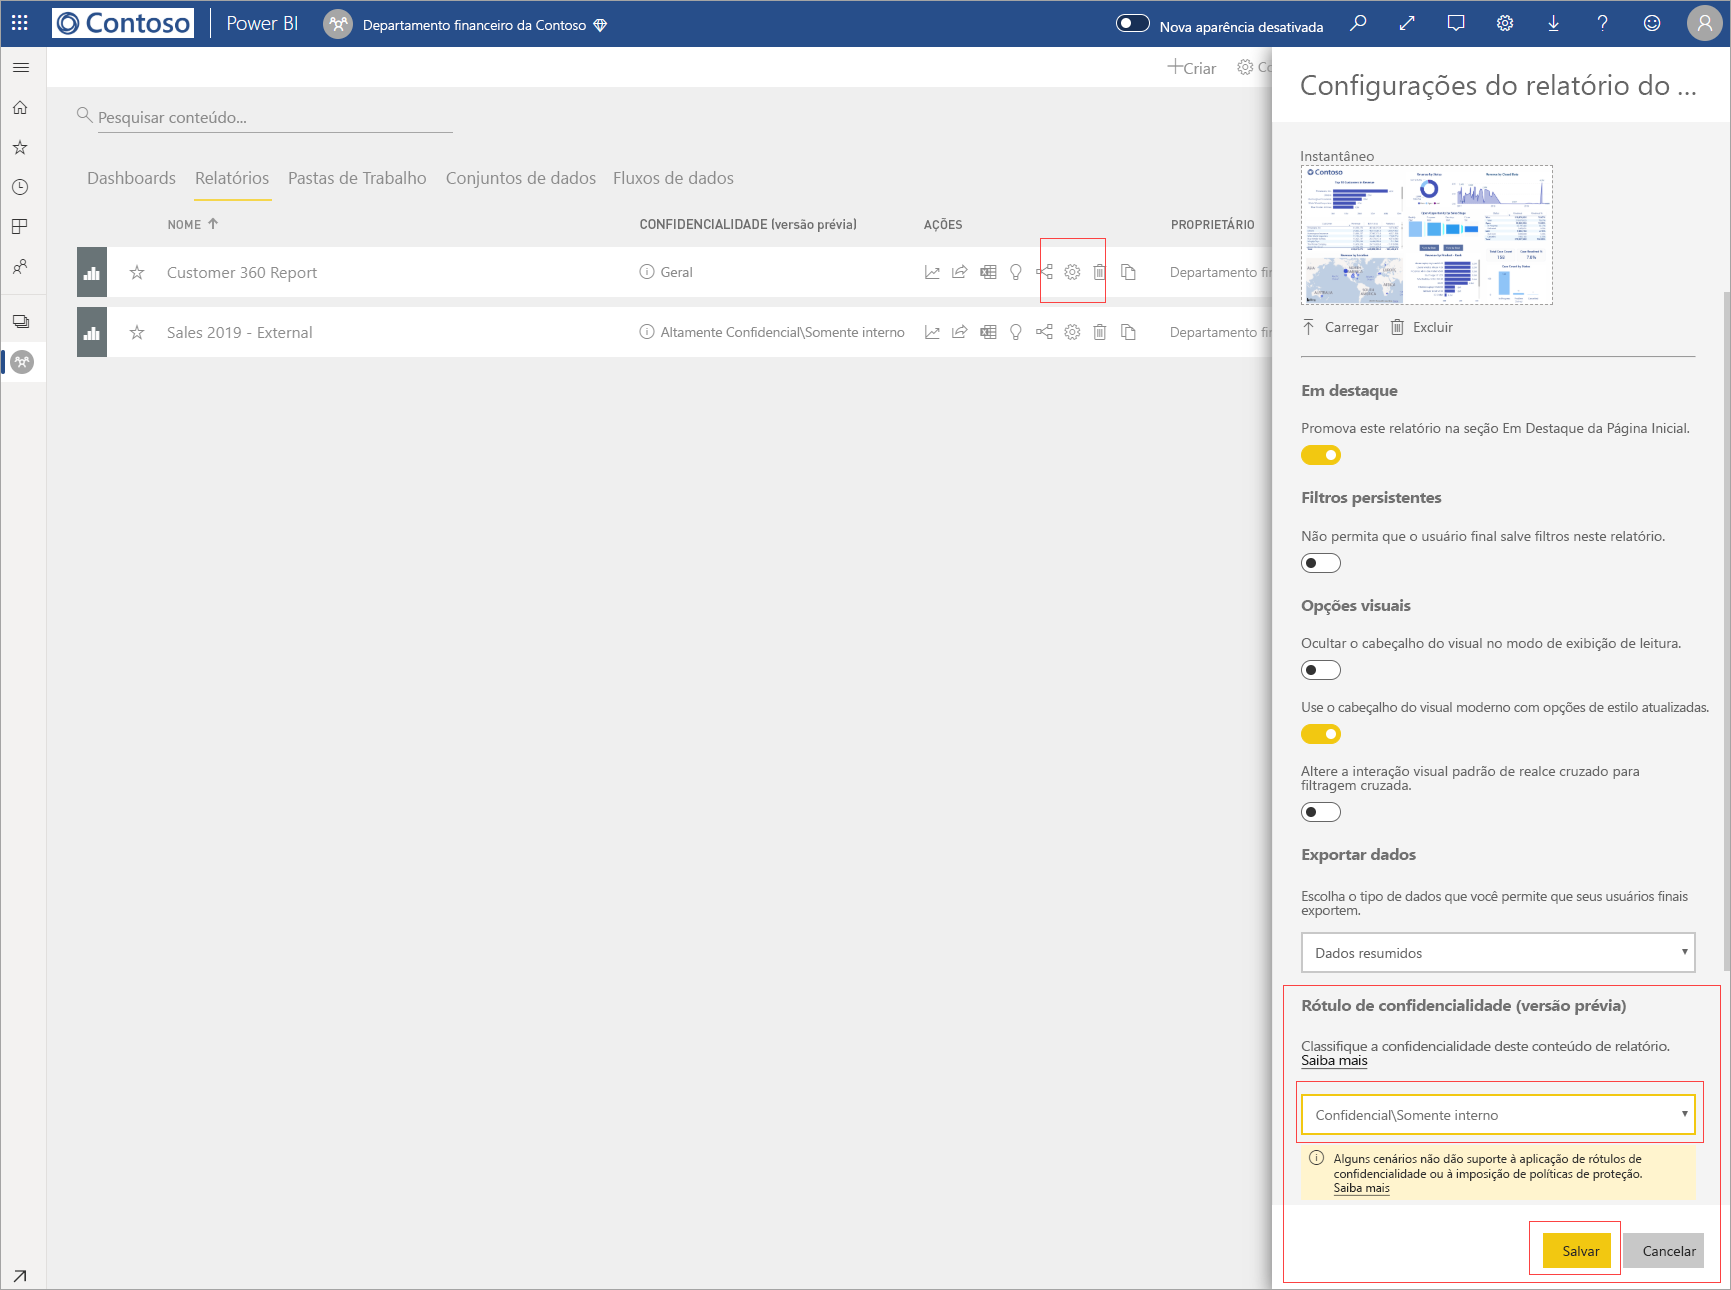 Contoso
Power BI
Departamento financeiro da Contoso
Nova aparência desativada
Criar
Pesquisar conteúdo...
Dashboards
Relatórios
Pastas de Trabalho
Conjuntos de dados
Fluxos de dados
NOME
CONFIDENCIALIDADE (versão prévia)
AÇÕES
PROPRIETÁRIO
Customer 360 Report
Geral
Departamento
Sales 2019 - External
Altamente Confidencial\Somente interno
Departamento
Configurações do relatório do ...
Instantâneo
Contoso
Carregar
Excluir
Em destaque
Promova este relatório na seção Em Destaque da Página Inicial.
Filtros persistentes
Não permita que o usuário final salve filtros neste relatório.
Opções visuais
Ocultar o cabeçalho do visual no modo de exibição de leitura.
Use o cabeçalho do visual moderno com opções de estilo atualizadas.
Altere a interação visual padrão de realce cruzado para
filtragem cruzada.
Exportar dados
Escolha o tipo de dados que você permite que seus usuários finais
exportem.
Dados resumidos
Rótulo de confidencialidade (versão prévia)
Classifique a confidencialidade deste conteúdo de relatório.
Saiba mais
Confidencial\Somente interno
Alguns cenários não dão suporte à aplicação de rótulos de
confidencialidade ou à imposição de políticas de proteção.
Saiba mais
Salvar
Cancelar